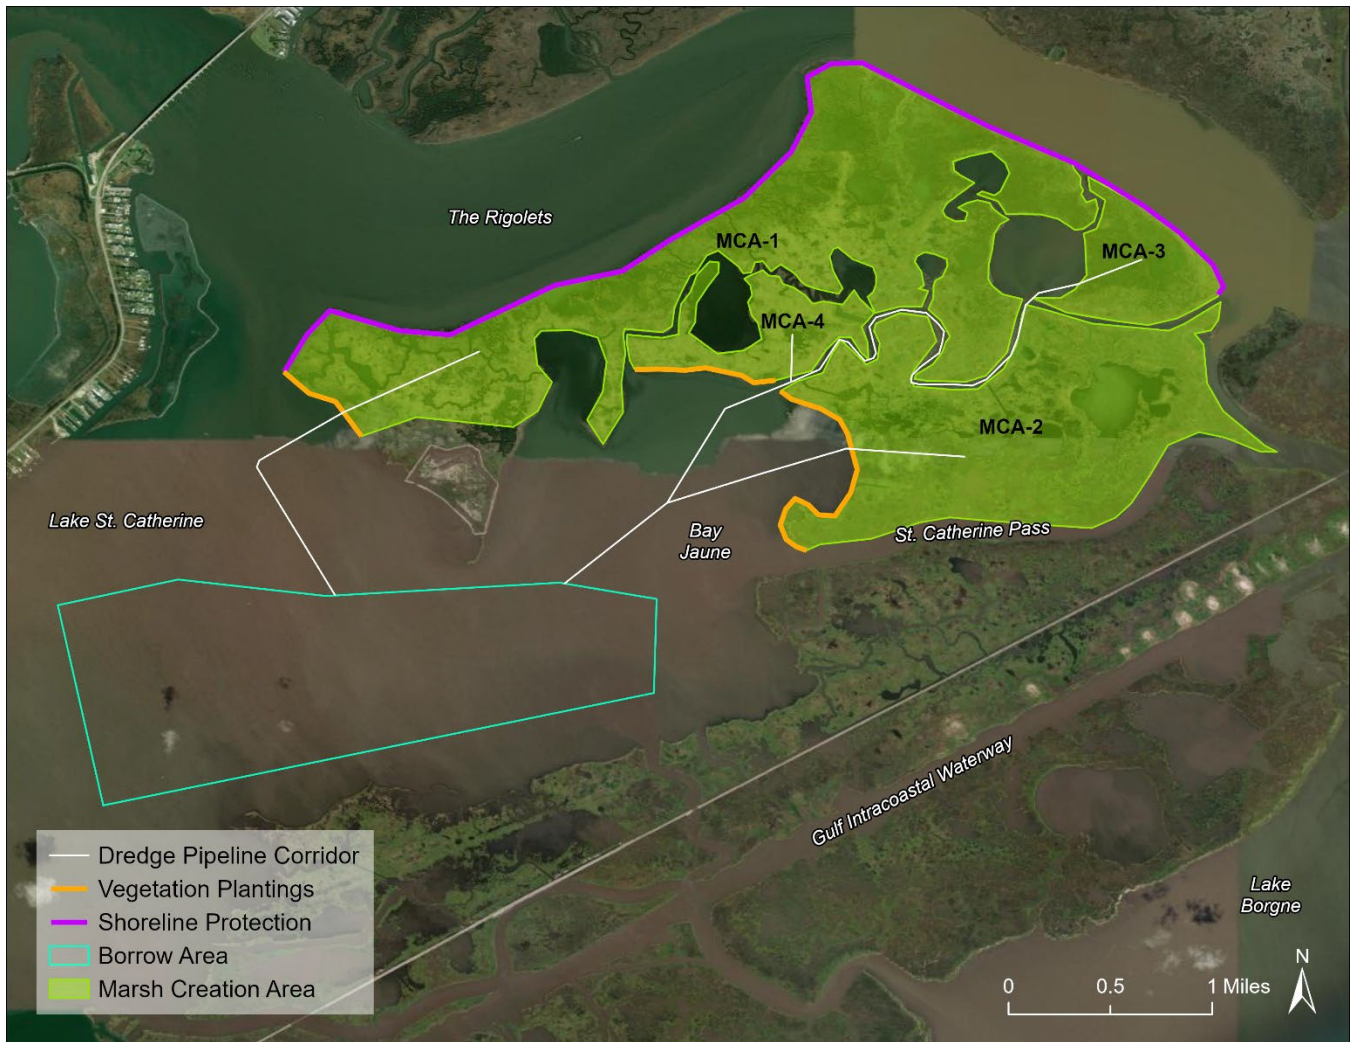 The Rigolets
MCA-1
MCA-3
MCA-4
MCA-2
Lake St. Catherine
Bay
Jaune
St. Catherine Pass
Gulf Intracoastal Waterway
Lake
Borgne
Dredge Pipeline Corridor
Vegetation Plantings
Shoreline Protection
Borrow Area
Marsh Creation Area
N
0 0.5 1 Miles